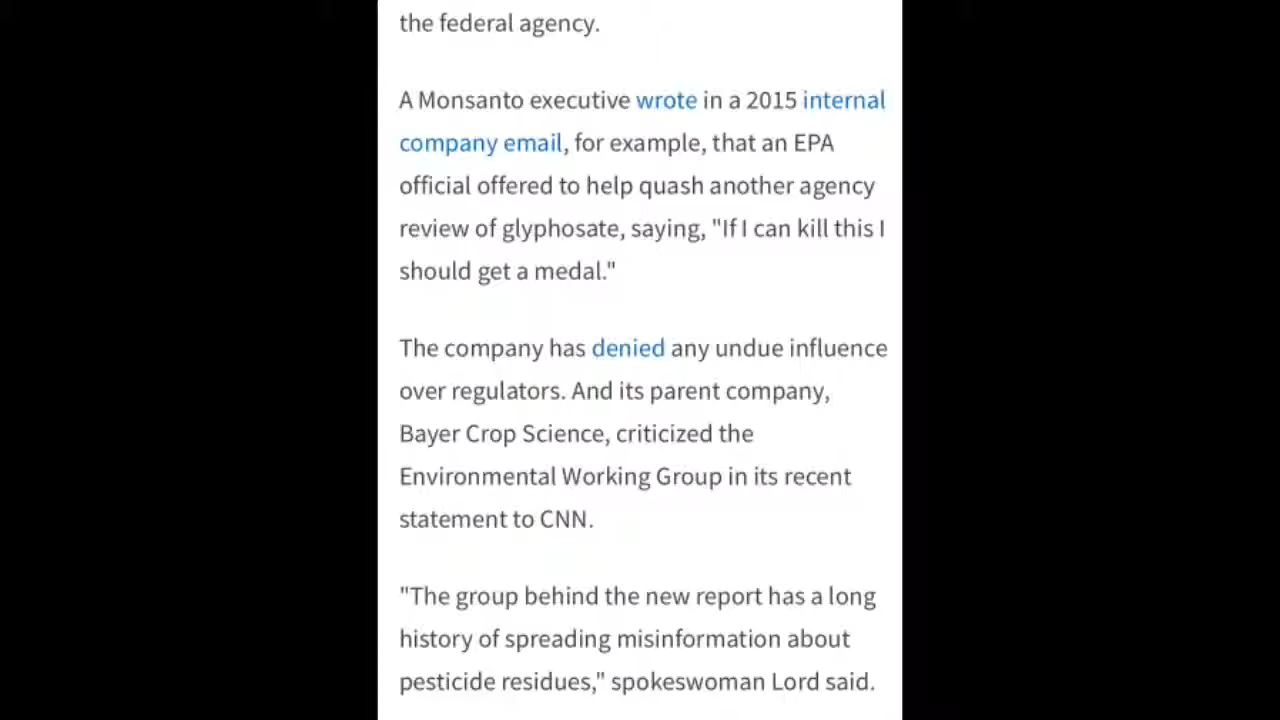 the federal agency.
A Monsanto executive wrote in a 2015 internal
company email, for example, that an EPA
official offered to help quash another agency
review of glyphosate, saying, "If I can kill this I
should get a medal."
The company has denied any undue influence
over regulators. And its parent company,
Bayer Crop Science, criticized the
Environmental Working Group in its recent
statement to CNN.
"The group behind the new report has a long
history of spreading misinformation about
pesticide residues," spokeswoman Lord said.